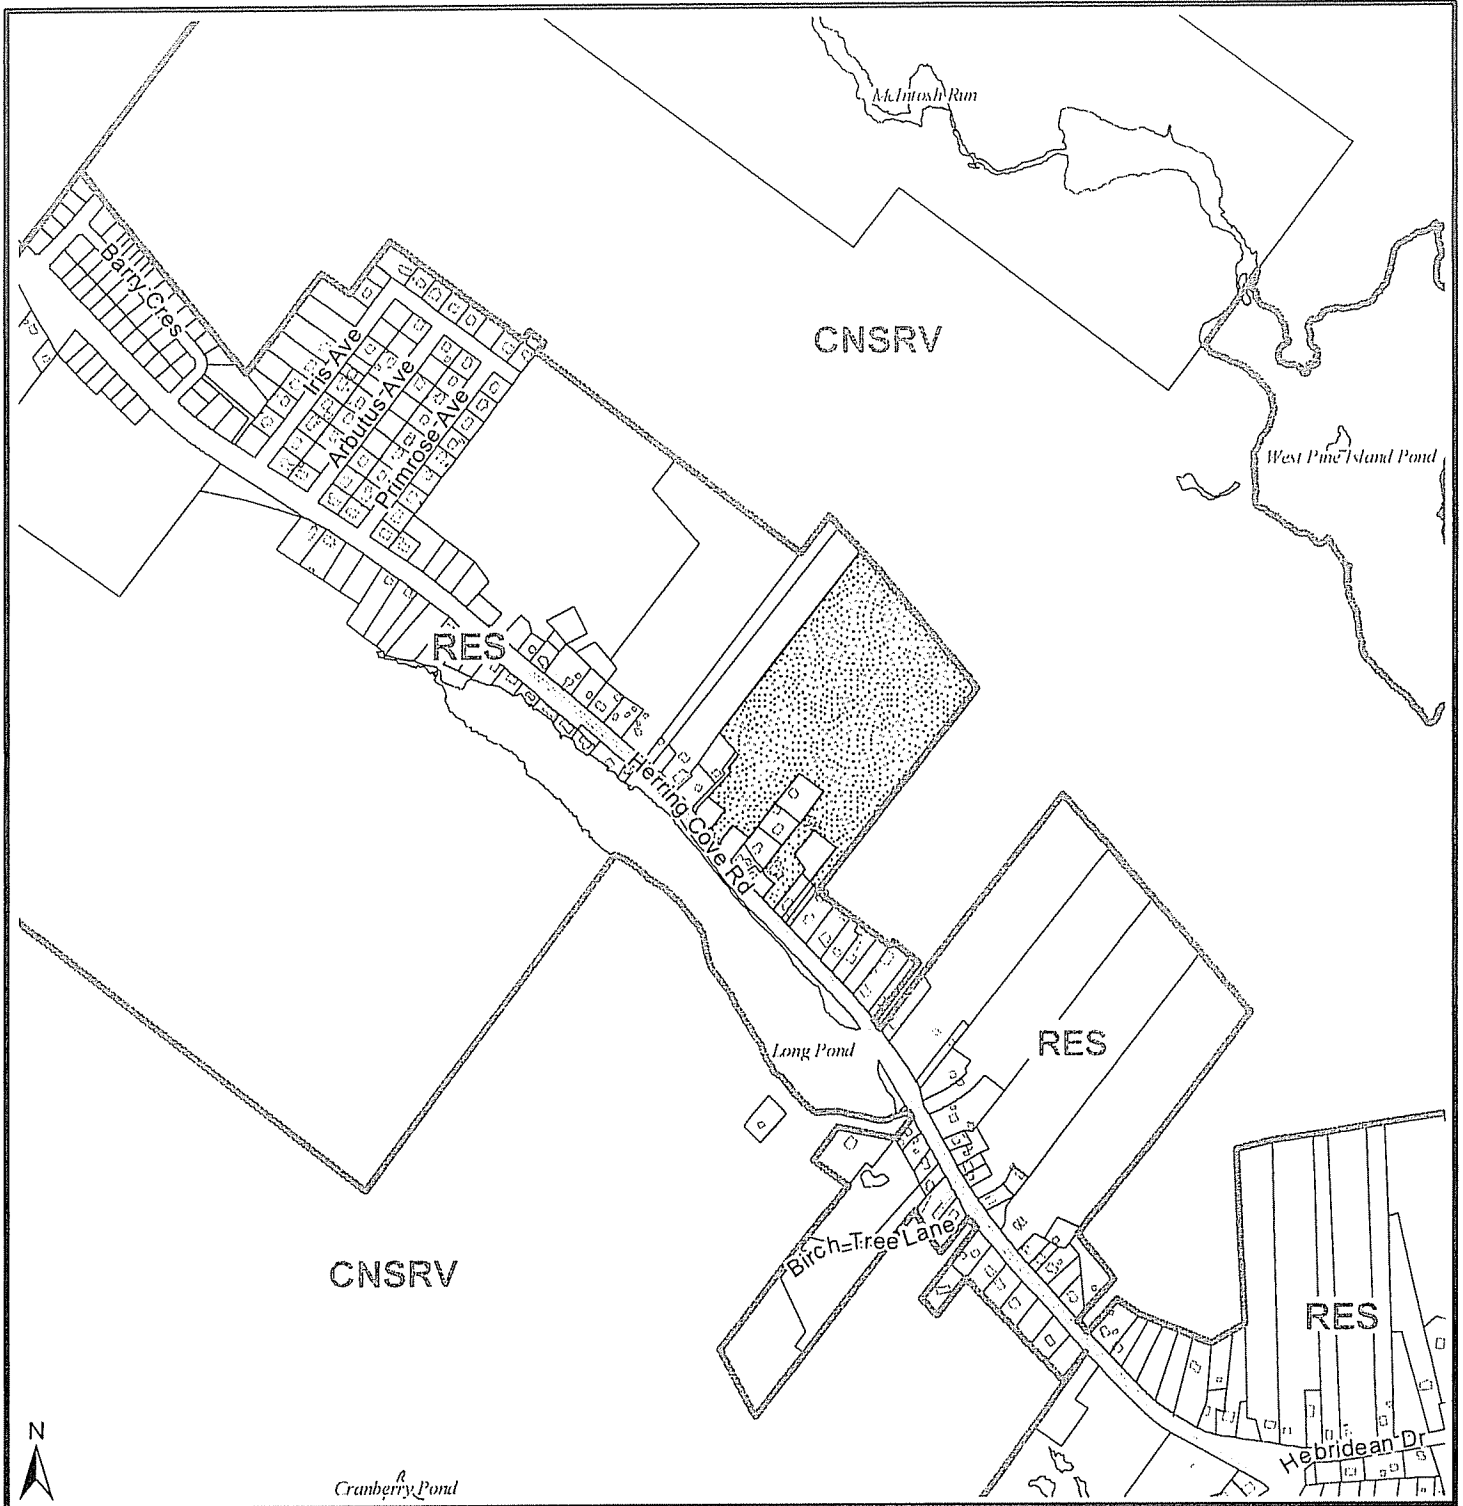 McIntosh Run
Barry Cres
CNSRV
Iris Ave
Arbutus Ave
Primrose Ave
West Pine Island Pond
RES
Herring Cove Rd
RES
Long Pond
Birch Tree Lane
CNSRV
RES
N
Hebridean Dr
Cranberry Pond